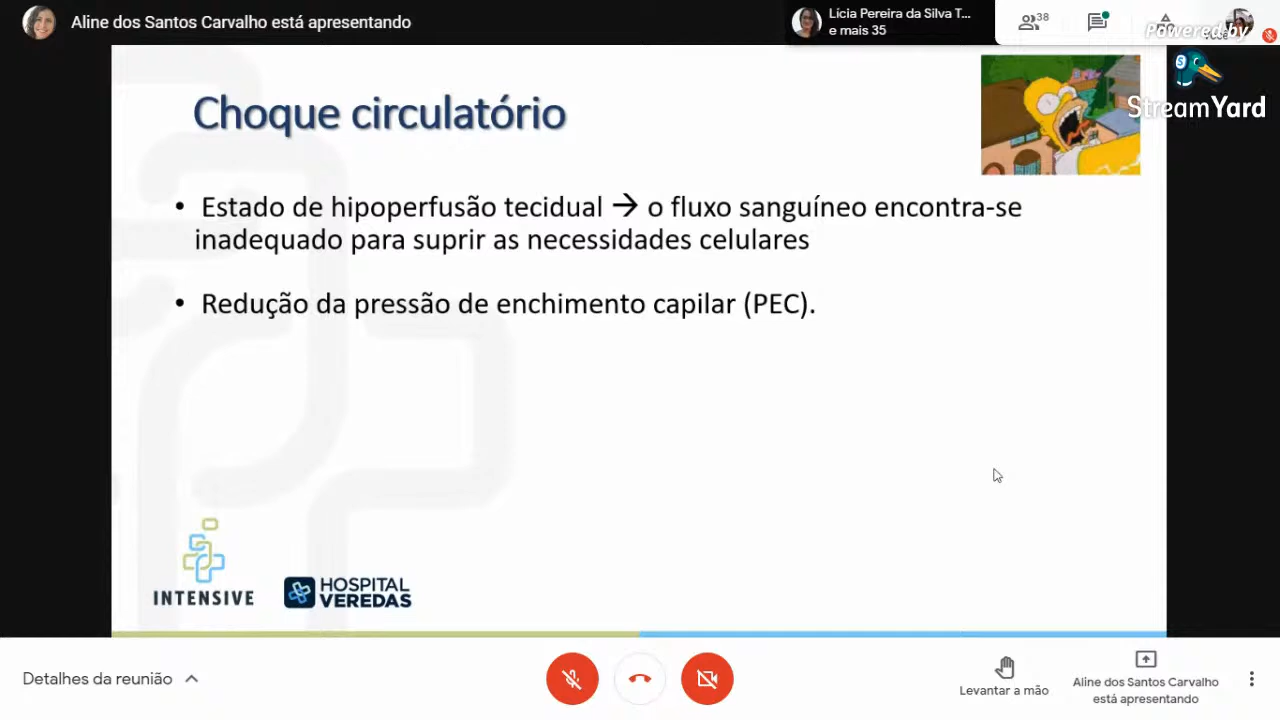 Aline dos Santos Carvalho está apresentando
Lícia Pereira da Silva T...
e mais 35
38
Powered by
StreamYard
Choque circulatório
• Estado de hipoperfusão tecidual → o fluxo sanguíneo encontra-se
inadequado para suprir as necessidades celulares
• Redução da pressão de enchimento capilar (PEC).
INTENSIVE
HOSPITAL
VEREDAS
Detalhes da reunião
Levantar a mão
Aline dos Santos Carvalho
está apresentando